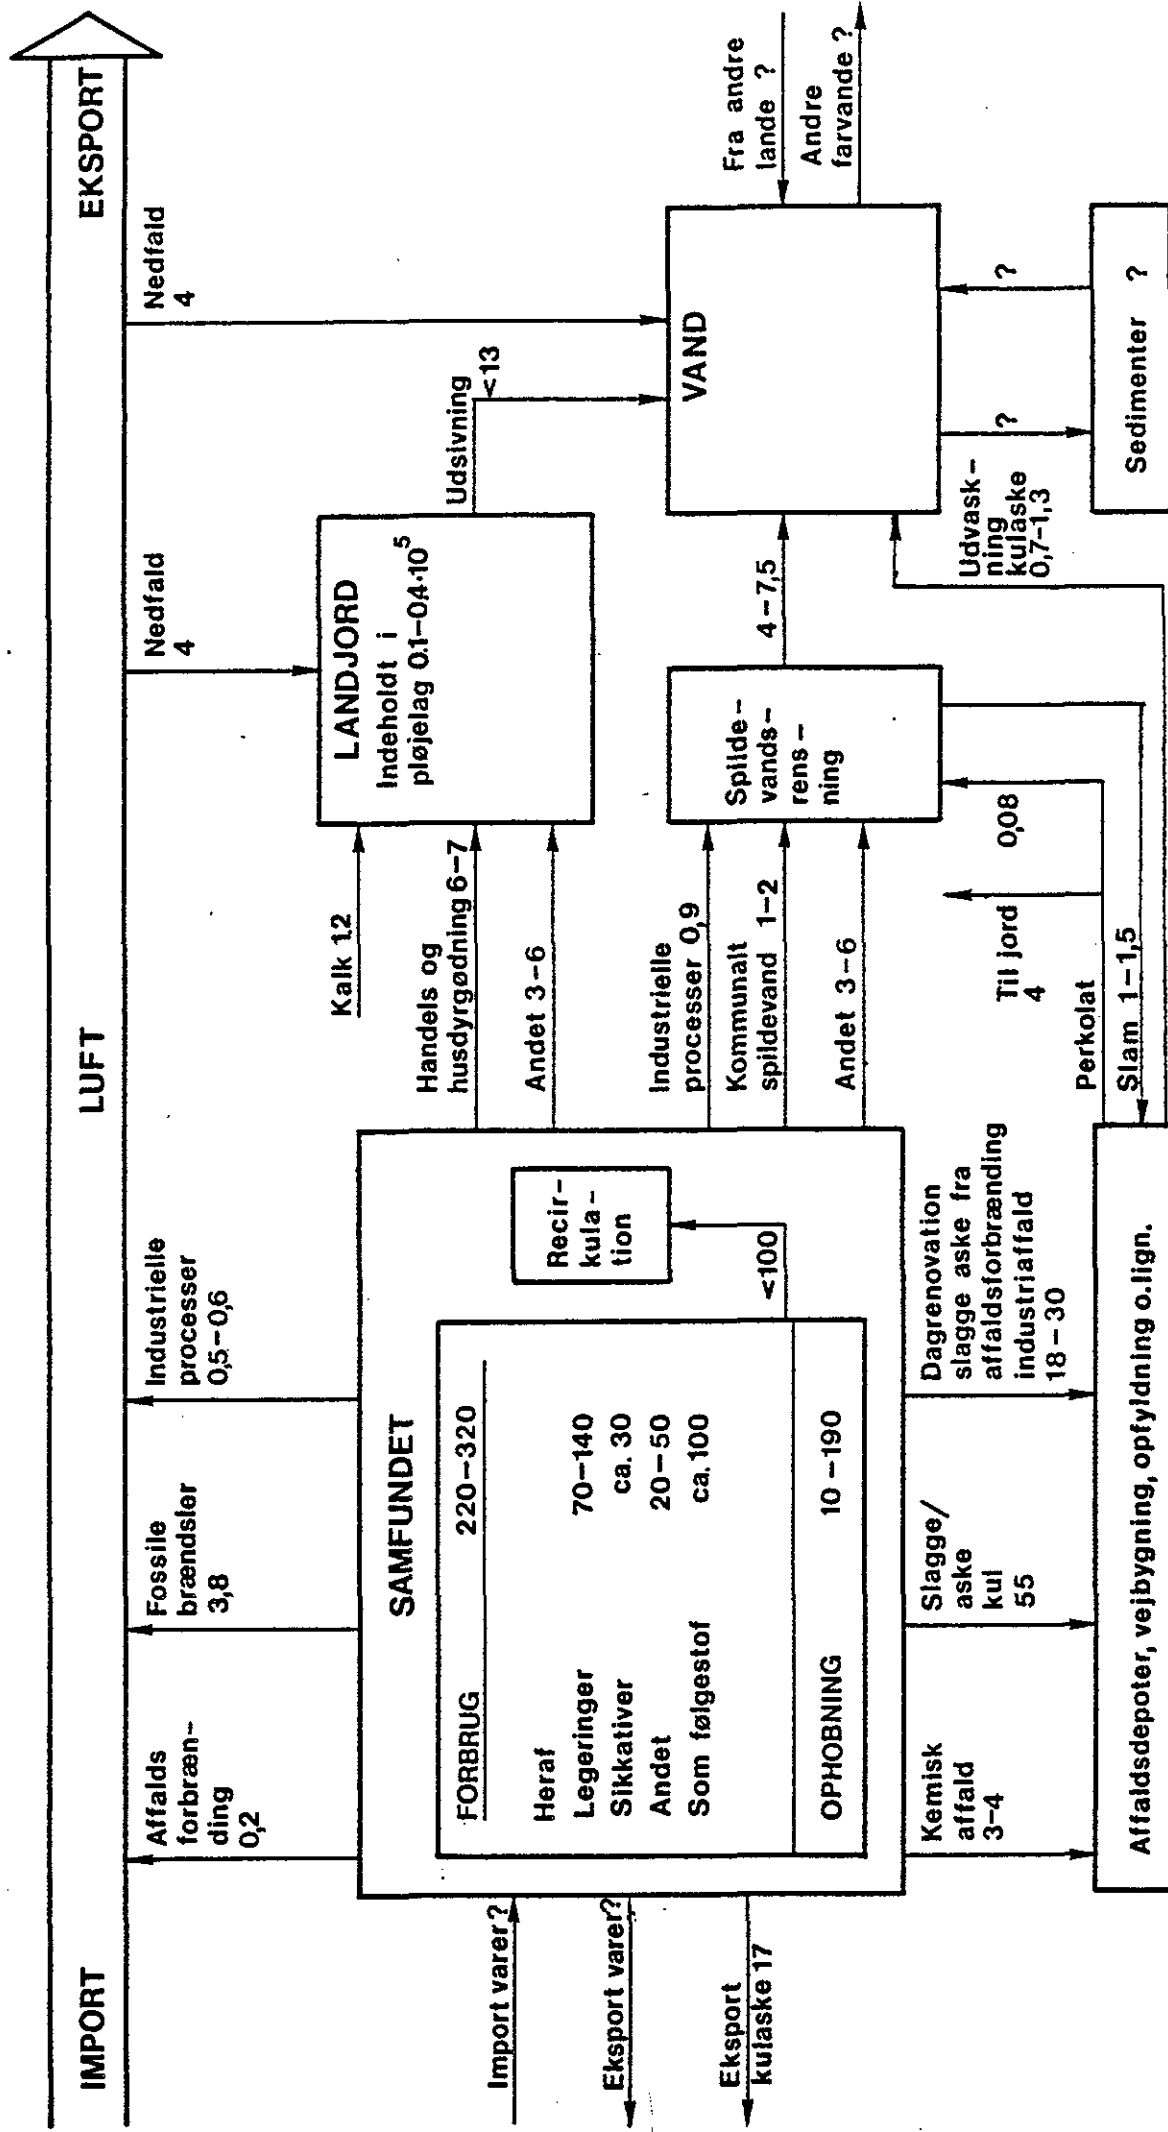 IMPORT
LUFT
EKSPORT
Affalds
forbræn-
ding
0,2
Fossile
brændsler
3,8
Industrielle
processer
0,5-0,6
Nedfald
4
Nedfald
4
Import varer?
Eksport varer?
Eksport
kulaske 17
SAMFUNDET
FORBRUG 220-320
Heraf
Legeringer 70-140
Sikkativer ca. 30
Andet 20-50
Som følgestof ca. 100
OPHOBNING 10-190
<100
Recir-
kula-
tion
Kalk 1.2
Handels og
husdyrgødning 6-7
Andet 3-6
LANDJORD
Indeholdt i
pløjelag 0.1-0,4·10⁵
Udsivning
<13
Industrielle
processer 0,9
Kommunalt
spildevand 1-2
Andet 3-6
Spilde-
vands-
rens-
ning
4-7,5
VAND
Fra andre
lande ?
Andre
farvande ?
Kemisk
affald
3-4
Slagge/
aske
kul
55
Dagrenovation
slagge aske fra
affaldsforbrænding
industriaffald
18-30
Til jord
4
0,08
Perkolat
Slam 1-1,5
Udvask-
ning
kulaske
0,7-1,3
?
?
Affaldsdepoter, vejbygning, opfyldning o.lign.
Sedimenter ?